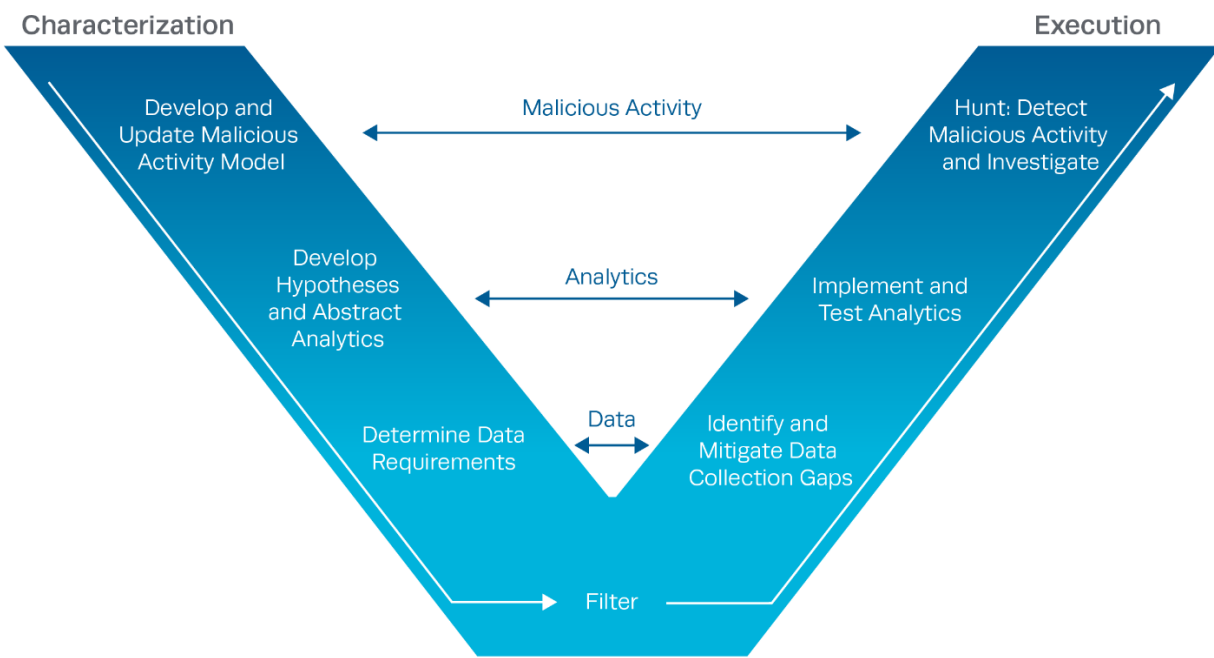 Characterization
Execution
Develop and
Update Malicious
Activity Model
Malicious Activity
Hunt: Detect
Malicious Activity
and Investigate
Develop
Hypotheses
and Abstract
Analytics
Analytics
Implement and
Test Analytics
Determine Data
Requirements
Data
Identify and
Mitigate Data
Collection Gaps
Filter